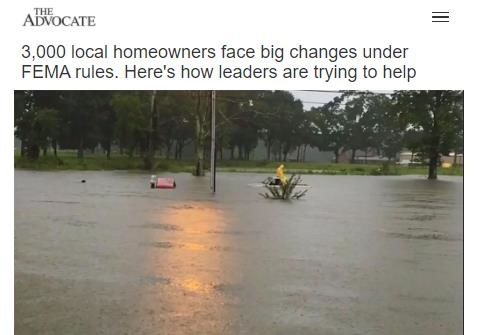 THE
ADVOCATE
3,000 local homeowners face big changes under
FEMA rules. Here's how leaders are trying to help